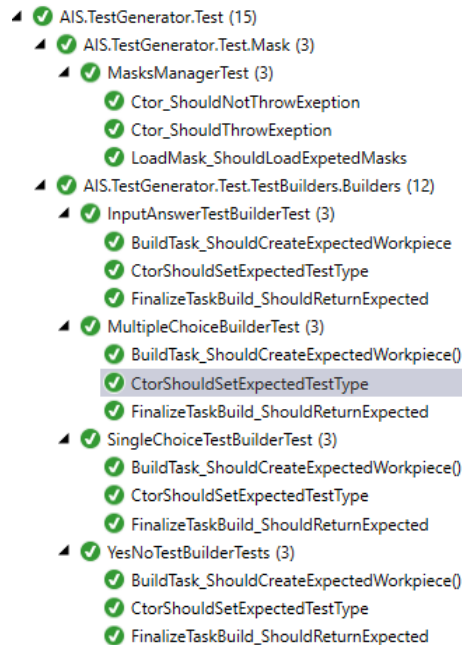 AIS.TestGenerator.Test (15)
AIS.TestGenerator.Test.Mask (3)
MasksManagerTest (3)
Ctor_ShouldNotThrowExeption
Ctor_ShouldThrowExeption
LoadMask_ShouldLoadExpetedMasks
AIS.TestGenerator.Test.TestBuilders.Builders (12)
InputAnswerTestBuilderTest (3)
BuildTask_ShouldCreateExpectedWorkpiece
CtorShouldSetExpectedTestType
FinalizeTaskBuild_ShouldReturnExpected
MultipleChoiceBuilderTest (3)
BuildTask_ShouldCreateExpectedWorkpiece()
CtorShouldSetExpectedTestType
FinalizeTaskBuild_ShouldReturnExpected
SingleChoiceTestBuilderTest (3)
BuildTask_ShouldCreateExpectedWorkpiece()
CtorShouldSetExpectedTestType
FinalizeTaskBuild_ShouldReturnExpected
YesNoTestBuilderTests (3)
BuildTask_ShouldCreateExpectedWorkpiece()
CtorShouldSetExpectedTestType
FinalizeTaskBuild_ShouldReturnExpected